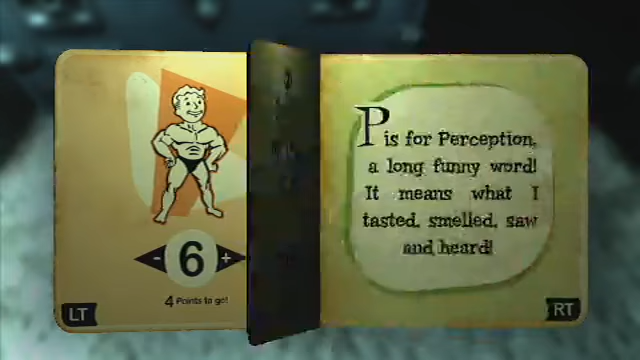 - 6 +
4 Points to go!
LT
P is for Perception,
a long funny word!
It means what I
tasted, smelled, saw
and heard!
RT